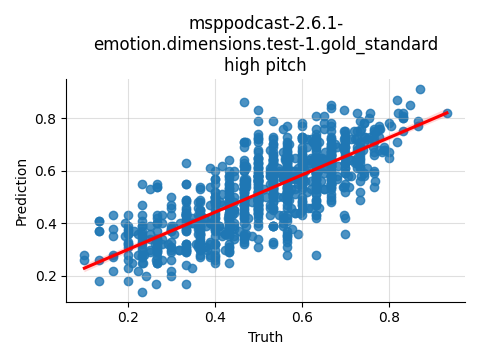 msppodcast-2.6.1-
emotion.dimensions.test-1.gold_standard
high pitch
Prediction
0.8
0.6
0.4
0.2
0.2 0.4 0.6 0.8
Truth